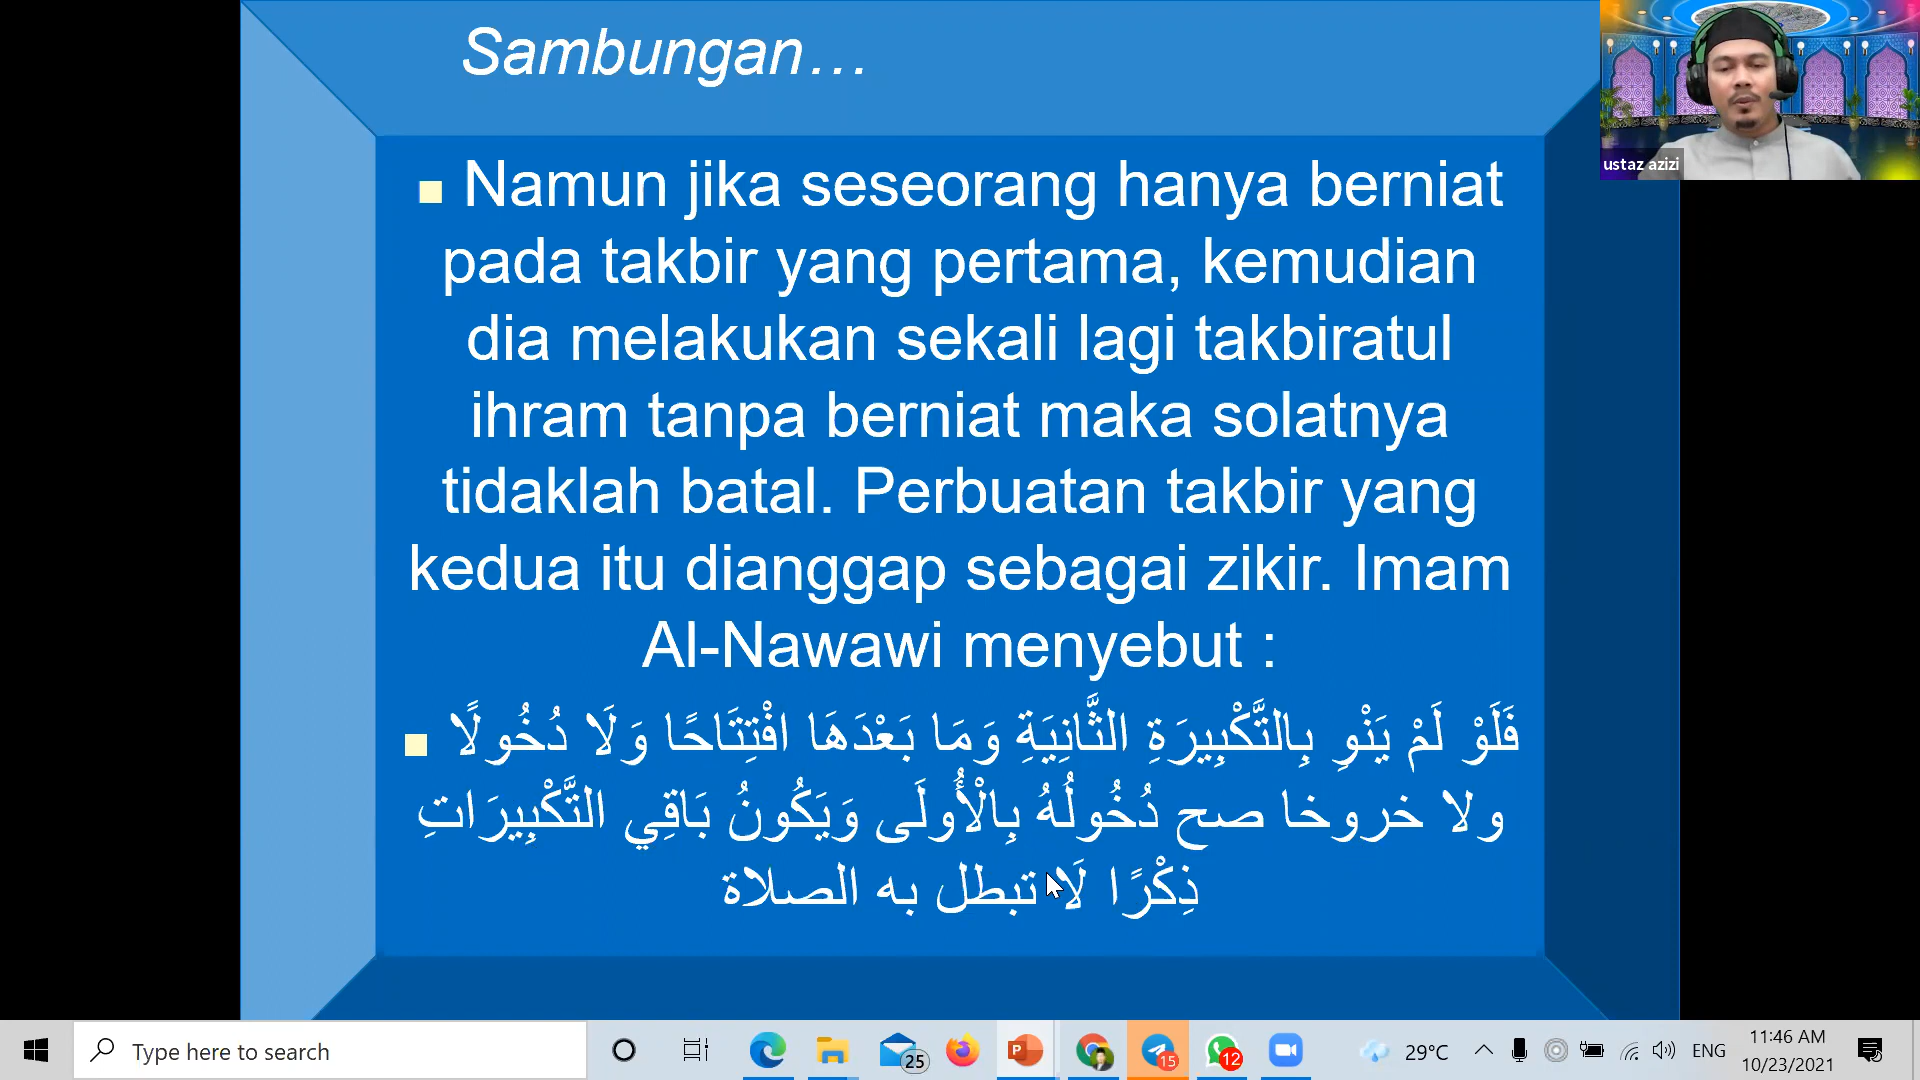 Sambungan...
Namun jika seseorang hanya berniat
pada takbir yang pertama, kemudian
dia melakukan sekali lagi takbiratul
ihram tanpa berniat maka solatnya
tidaklah batal. Perbuatan takbir yang
kedua itu dianggap sebagai zikir. Imam
Al-Nawawi menyebut :
فَلَوْ لَمْ يَنْوِ بِالتَّكْبِيرَةِ الثَّانِيَةِ وَمَا بَعْدَهَا افْتِتَاحًا وَلَا دُخُولًا
ولا خروخا صح دُخُولُهُ بِالْأُولَى وَيَكُونُ بَاقِي التَّكْبِيرَاتِ
ذِكْرًا لَا تبطل به الصلاة
ustaz azizi
Type here to search
25
15
12
29°C
ENG
11:46 AM
10/23/2021